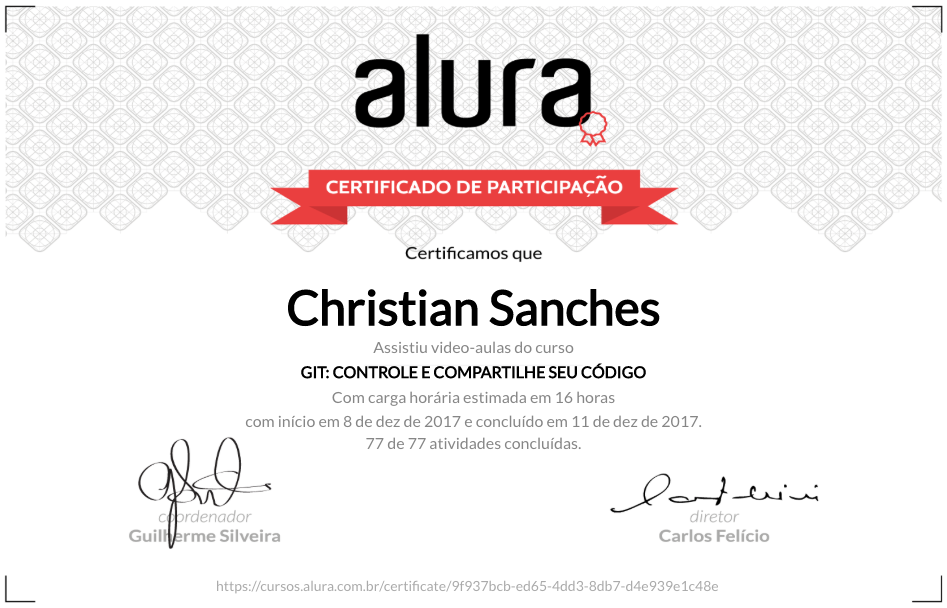 alura
CERTIFICADO DE PARTICIPAÇÃO
Certificamos que
Christian Sanches
Assistiu video-aulas do curso
GIT: CONTROLE E COMPARTILHE SEU CÓDIGO
Com carga horária estimada em 16 horas
com início em 8 de dez de 2017 e concluído em 11 de dez de 2017.
77 de 77 atividades concluídas.
coordenador
Guilherme Silveira
diretor
Carlos Felício
https://cursos.alura.com.br/certificate/9f937bcb-ed65-4dd3-8db7-d4e939e1c48e